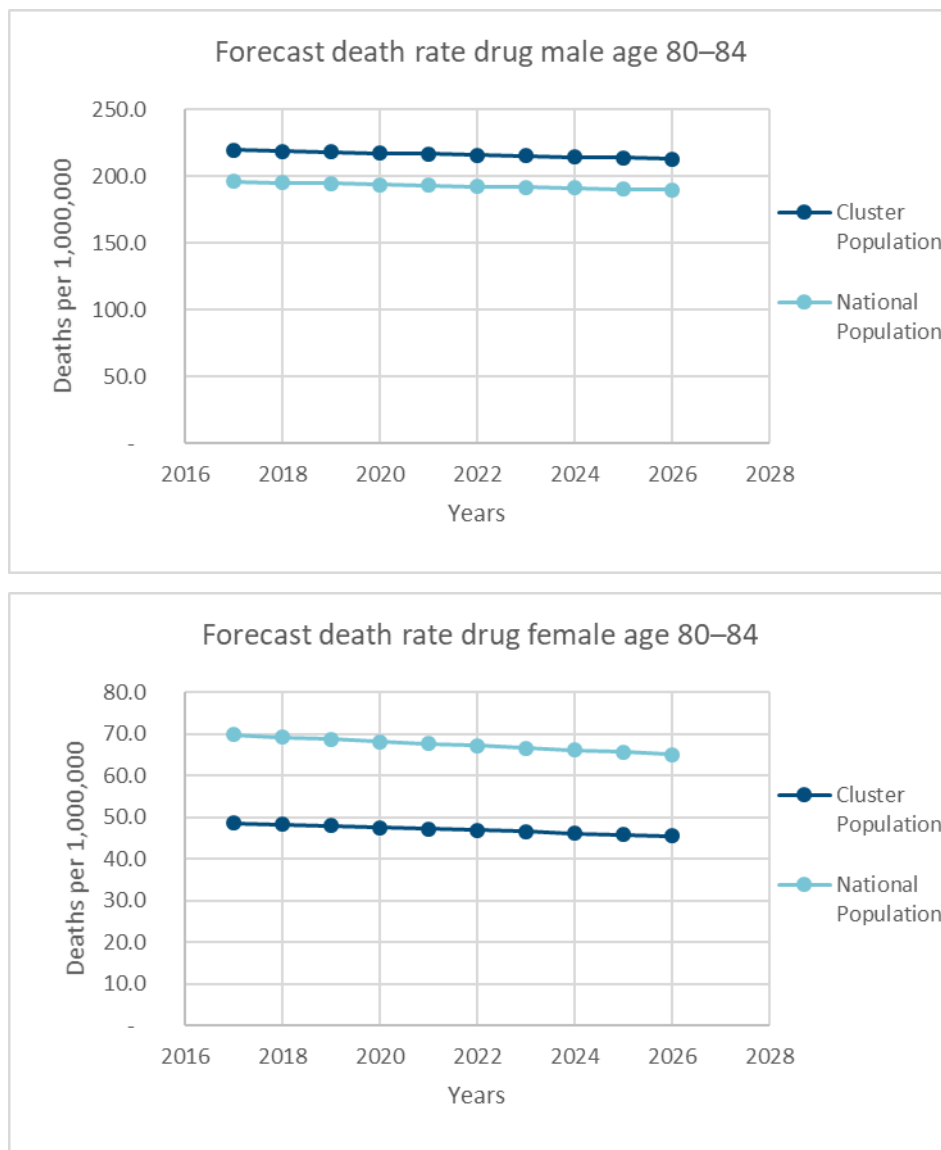 Forecast death rate drug male age 80–84
250.0
200.0
150.0
100.0
50.0
-
Deaths per 1,000,000
2016 2018 2020 2022 2024 2026 2028
Years
Cluster
Population
National
Population
Forecast death rate drug female age 80–84
80.0
70.0
60.0
50.0
40.0
30.0
20.0
10.0
-
Deaths per 1,000,000
2016 2018 2020 2022 2024 2026 2028
Years
Cluster
Population
National
Population